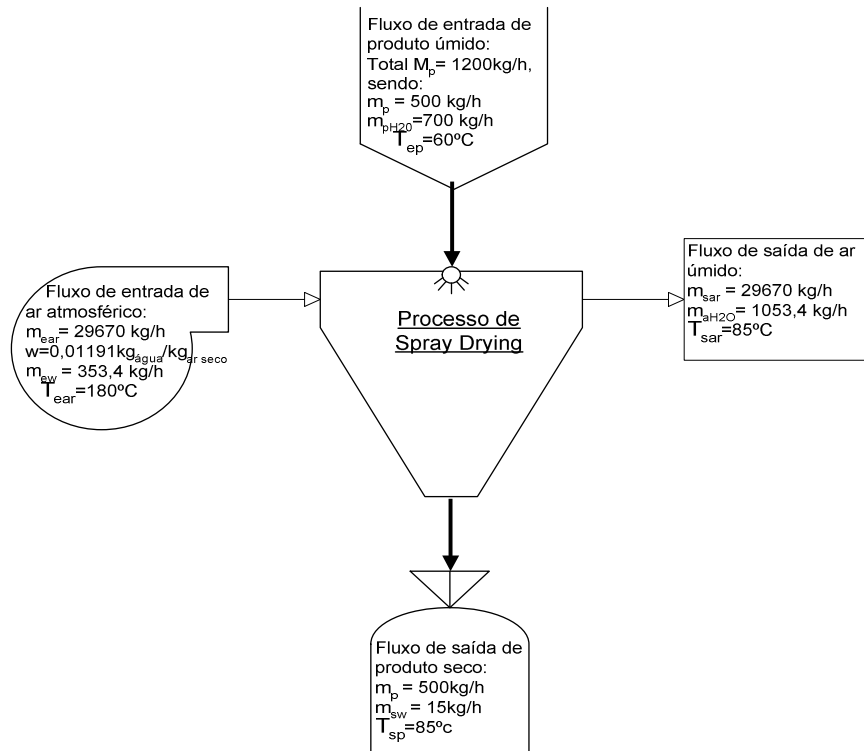 Fluxo de entrada de
produto úmido:
Total Mp= 1200kg/h,
sendo:
mp = 500 kg/h
mpH20=700 kg/h
Tep=60ºC
Fluxo de entrada de
ar atmosférico:
mear = 29670 kg/h
w=0,01191kgágua/kgar seco
mew = 353,4 kg/h
Tear=180ºC
Processo de
Spray Drying
Fluxo de saída de ar
úmido:
msar = 29670 kg/h
maH2O = 1053,4 kg/h
Tsar=85ºC
Fluxo de saída de
produto seco:
mp = 500kg/h
msw = 15kg/h
Tsp=85ºc